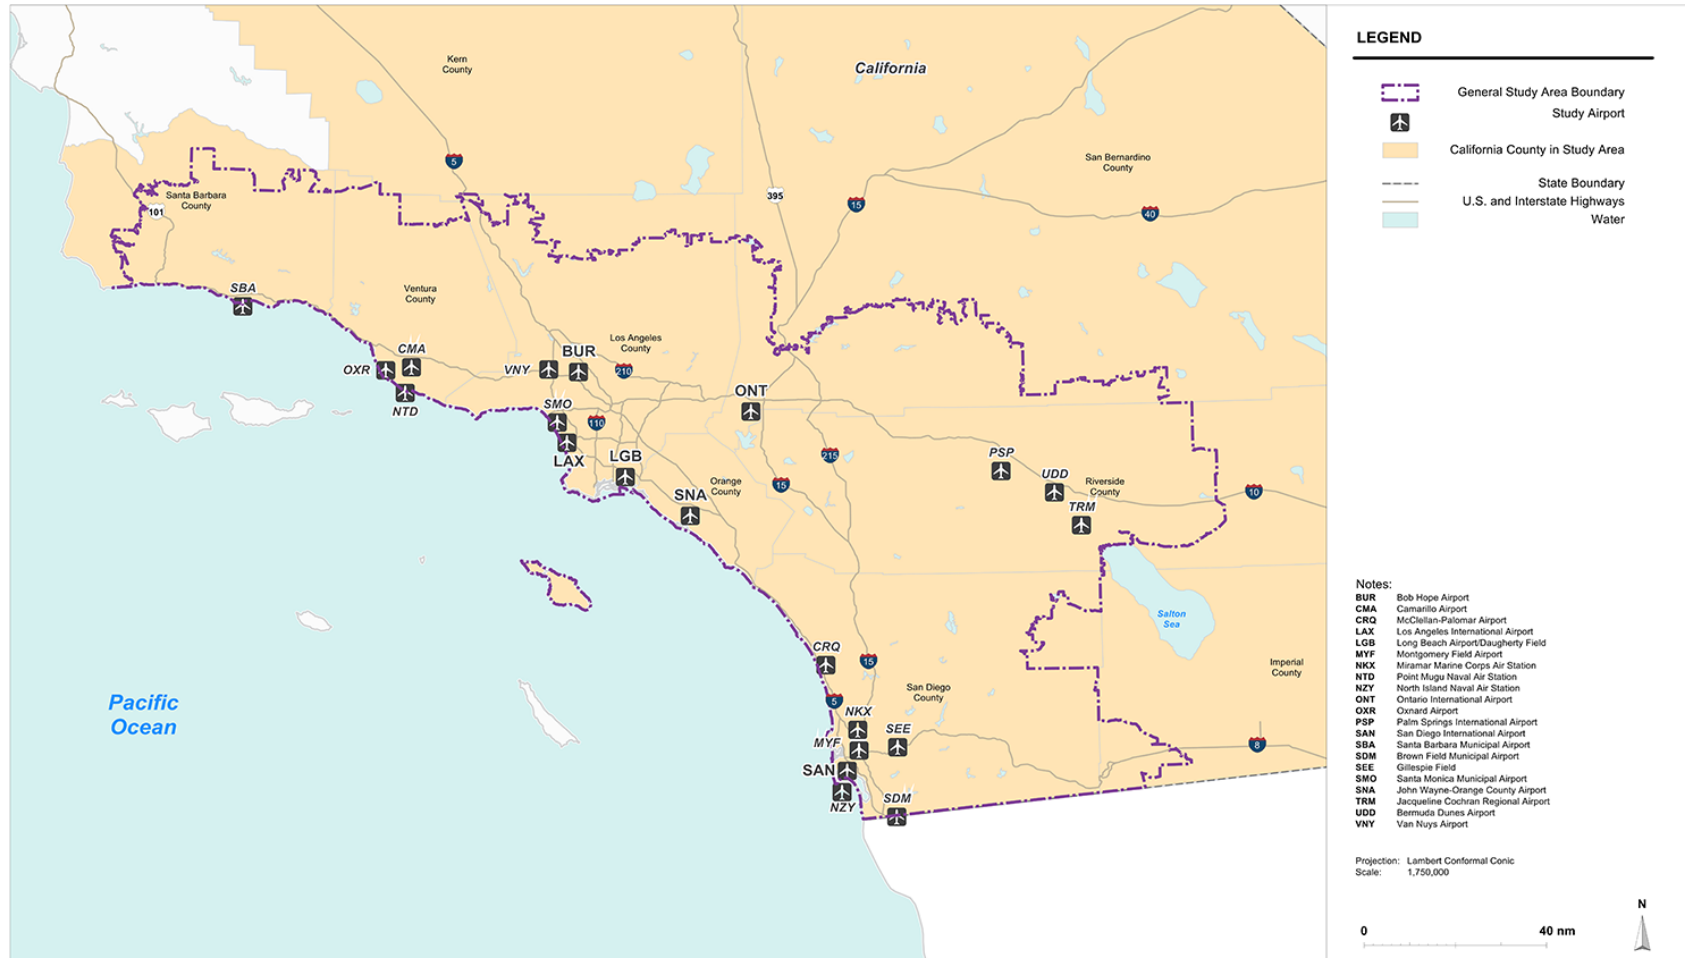 Kern
County
California
5
San Bernardino
County
Santa Barbara
County
101
395
15
40
SBA
Ventura
County
CMA
OXR
NTD
VNY
BUR
Los Angeles
County
210
ONT
SMO
110
LAX
LGB
215
PSP
UDD
Riverside
County
TRM
10
Orange
County
15
SNA
Salton
Sea
CRQ
15
San Diego
County
Imperial
County
5
NKX
SEE
MYF
SAN
NZY
SDM
8
Pacific
Ocean
LEGEND
General Study Area Boundary
Study Airport
California County in Study Area
State Boundary
U.S. and Interstate Highways
Water
Notes:
BUR Bob Hope Airport
CMA Camarillo Airport
CRQ McClellan-Palomar Airport
LAX Los Angeles International Airport
LGB Long Beach Airport/Daugherty Field
MYF Montgomery Field Airport
NKX Miramar Marine Corps Air Station
NTD Point Mugu Naval Air Station
NZY North Island Naval Air Station
ONT Ontario International Airport
OXR Oxnard Airport
PSP Palm Springs International Airport
SAN San Diego International Airport
SBA Santa Barbara Municipal Airport
SDM Brown Field Municipal Airport
SEE Gillespie Field
SMO Santa Monica Municipal Airport
SNA John Wayne-Orange County Airport
TRM Jacqueline Cochran Regional Airport
UDD Bermuda Dunes Airport
VNY Van Nuys Airport
Projection: Lambert Conformal Conic
Scale: 1,750,000
N
0 40 nm